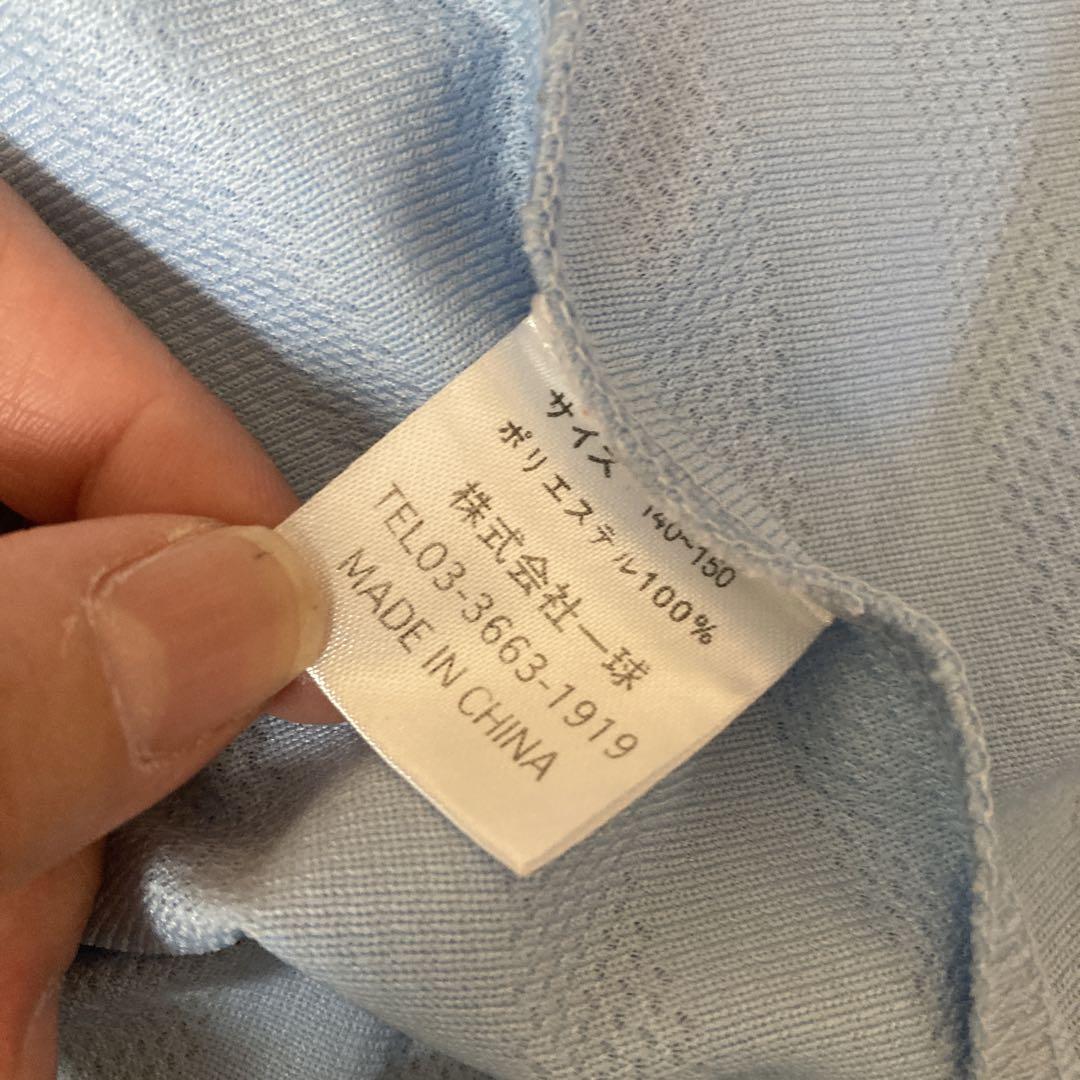 サイズ 140~150
ポリエステル100%
株式会社一球
TEL03-3663-1919
MADE IN CHINA